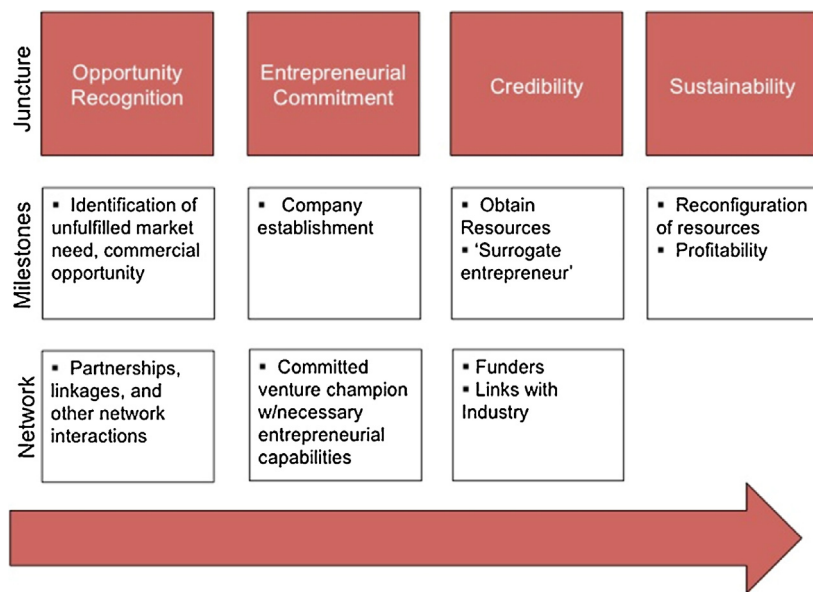 Juncture
Opportunity
Recognition
Entrepreneurial
Commitment
Credibility
Sustainability
Milestones
▪ Identification of
unfulfilled market
need, commercial
opportunity
▪ Company
establishment
▪ Obtain
Resources
▪ ‘Surrogate
entrepreneur’
▪ Reconfiguration
of resources
▪ Profitability
Network
▪ Partnerships,
linkages, and
other network
interactions
▪ Committed
venture champion
w/necessary
entrepreneurial
capabilities
▪ Funders
▪ Links with
Industry